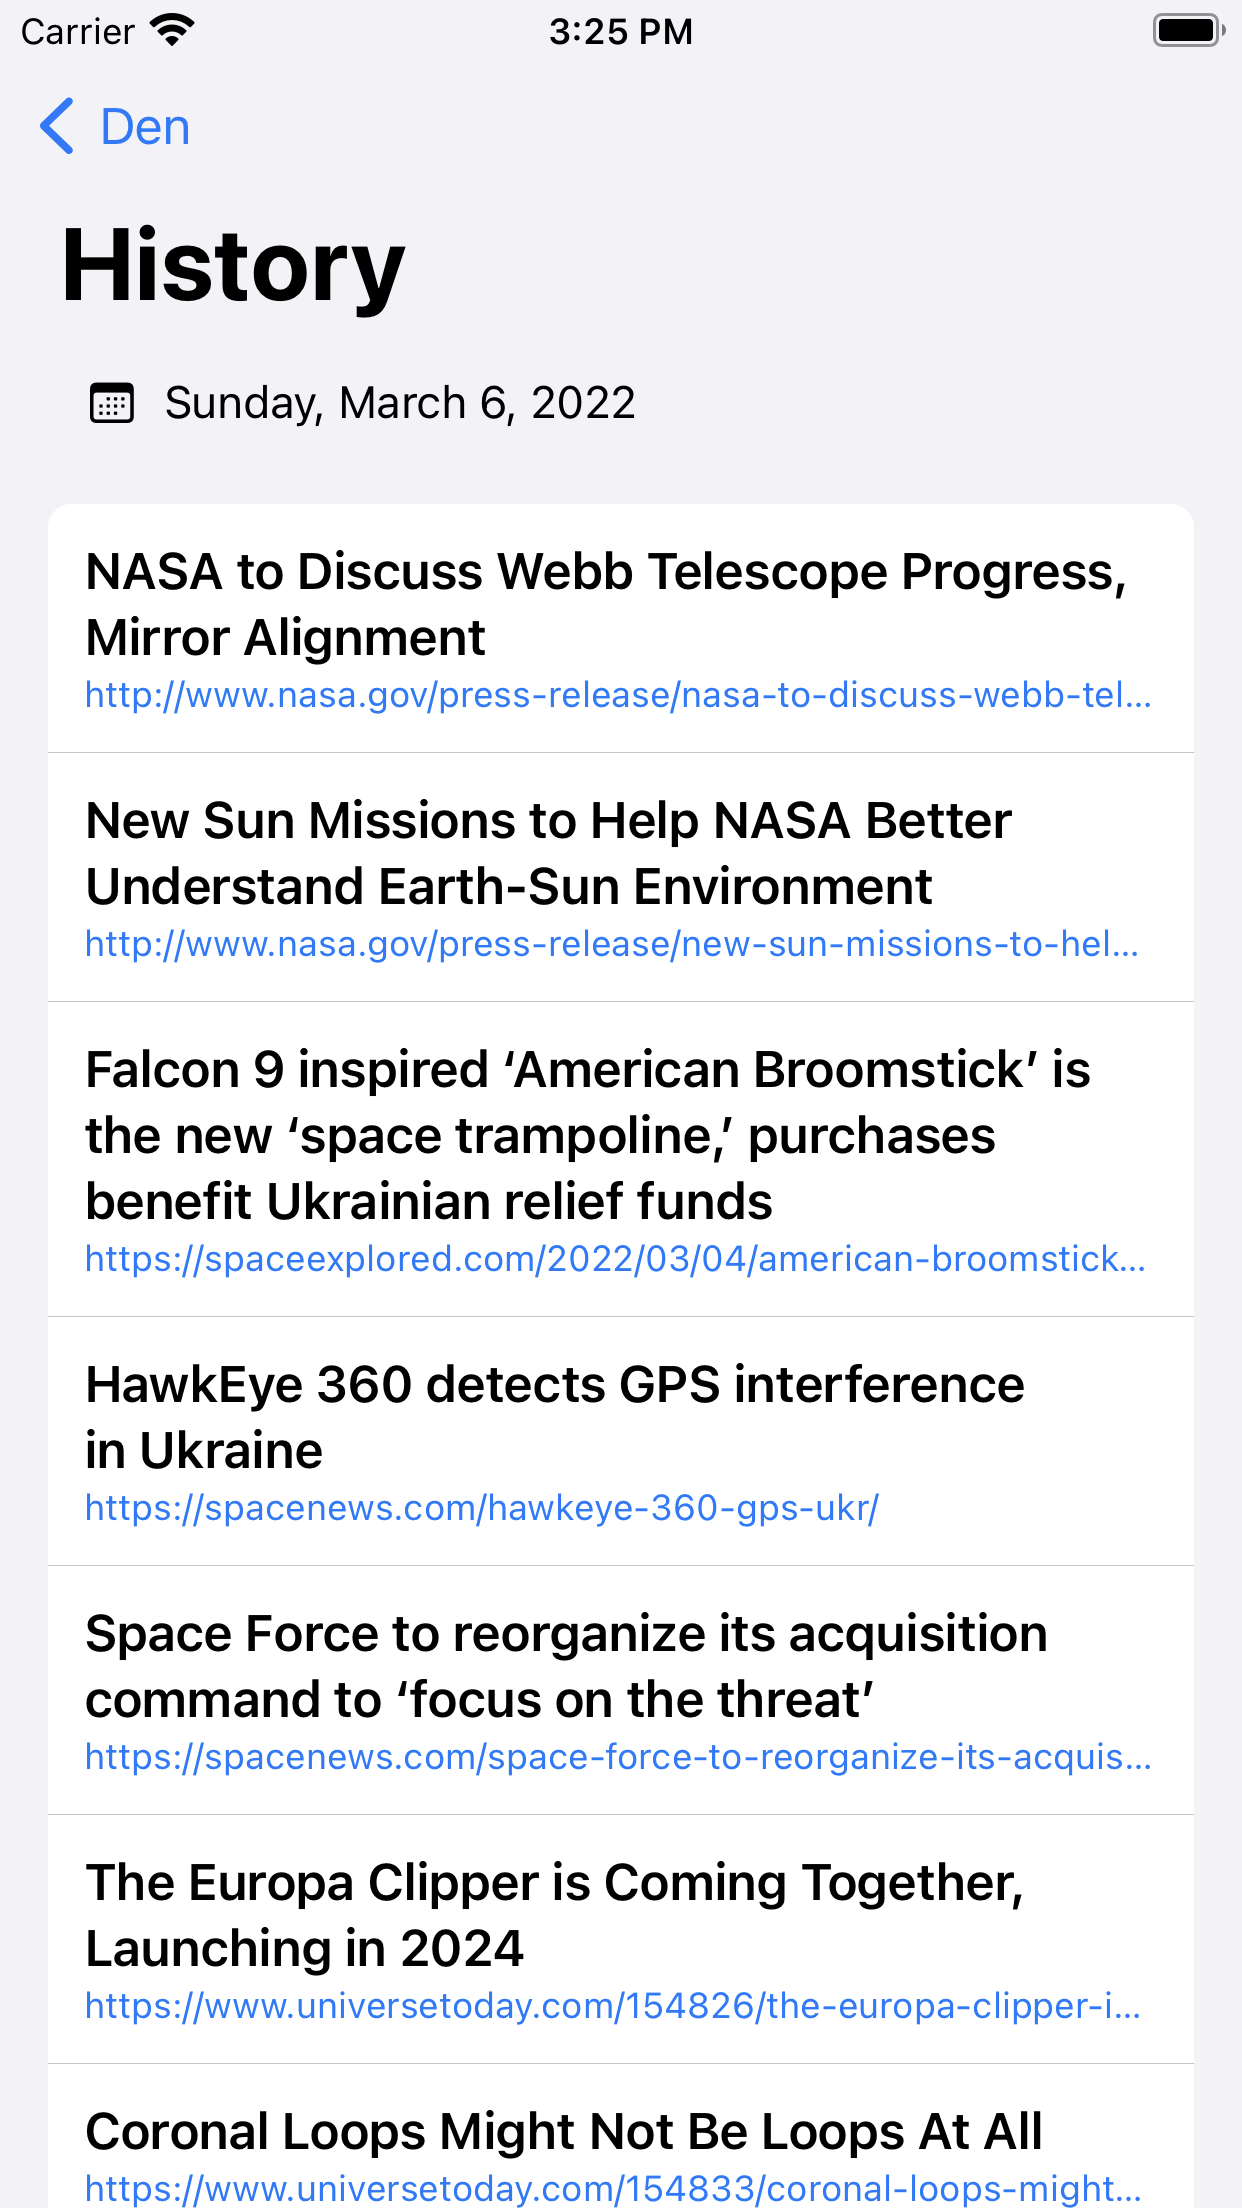 Carrier 3:25 PM
Den
History
Sunday, March 6, 2022
NASA to Discuss Webb Telescope Progress,
Mirror Alignment
http://www.nasa.gov/press-release/nasa-to-discuss-webb-tel...
New Sun Missions to Help NASA Better
Understand Earth-Sun Environment
http://www.nasa.gov/press-release/new-sun-missions-to-hel...
Falcon 9 inspired ‘American Broomstick’ is
the new ‘space trampoline,’ purchases
benefit Ukrainian relief funds
https://spaceexplored.com/2022/03/04/american-broomstick...
HawkEye 360 detects GPS interference
in Ukraine
https://spacenews.com/hawkeye-360-gps-ukr/
Space Force to reorganize its acquisition
command to ‘focus on the threat’
https://spacenews.com/space-force-to-reorganize-its-acquis...
The Europa Clipper is Coming Together,
Launching in 2024
https://www.universetoday.com/154826/the-europa-clipper-i...
Coronal Loops Might Not Be Loops At All
https://www.universetoday.com/154833/coronal-loops-might...